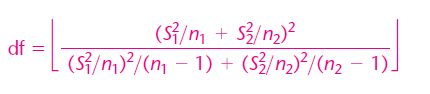 df = ⌊ (S₁²/n₁ + S₂²/n₂)² / (S₁²/n₁)²/(n₁ − 1) + (S₂²/n₂)²/(n₂ − 1) ⌋